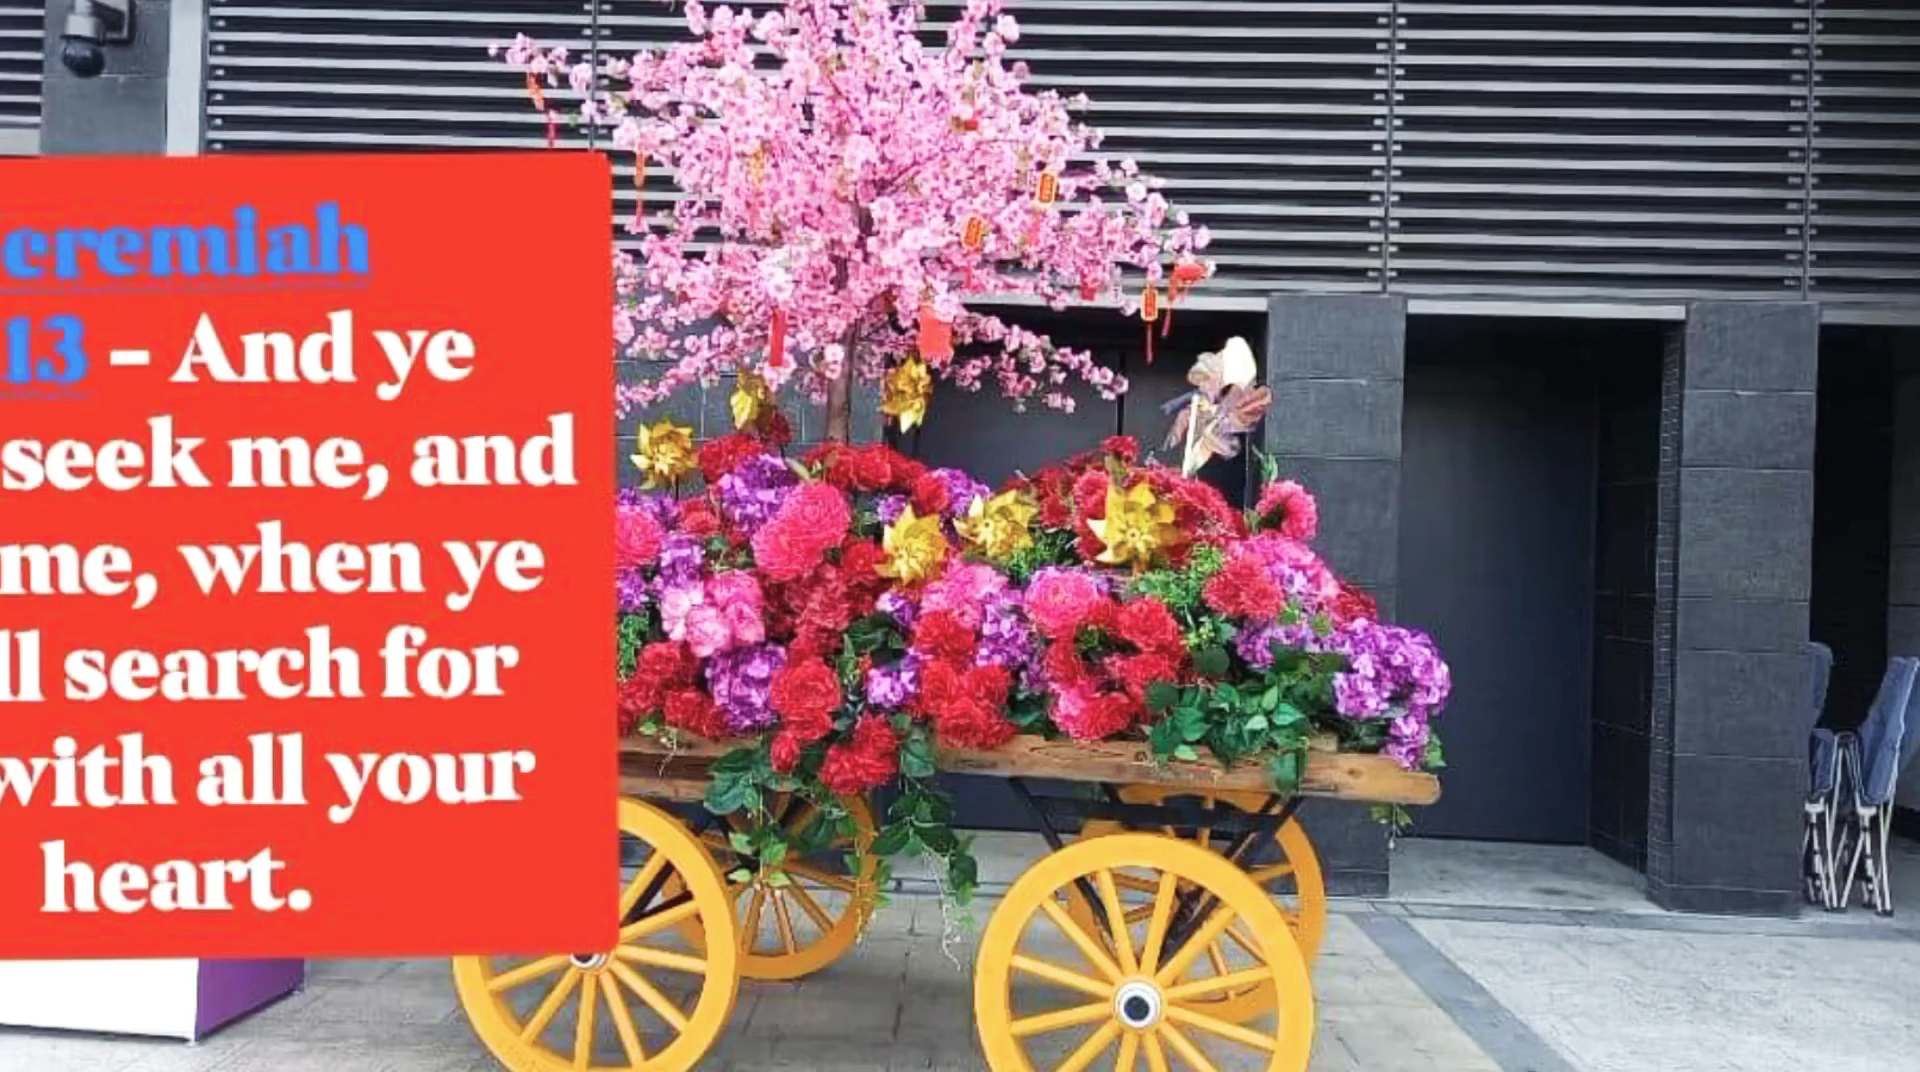 eremiah
13 - And ye
seek me, and
me, when ye
ll search for
with all your
heart.